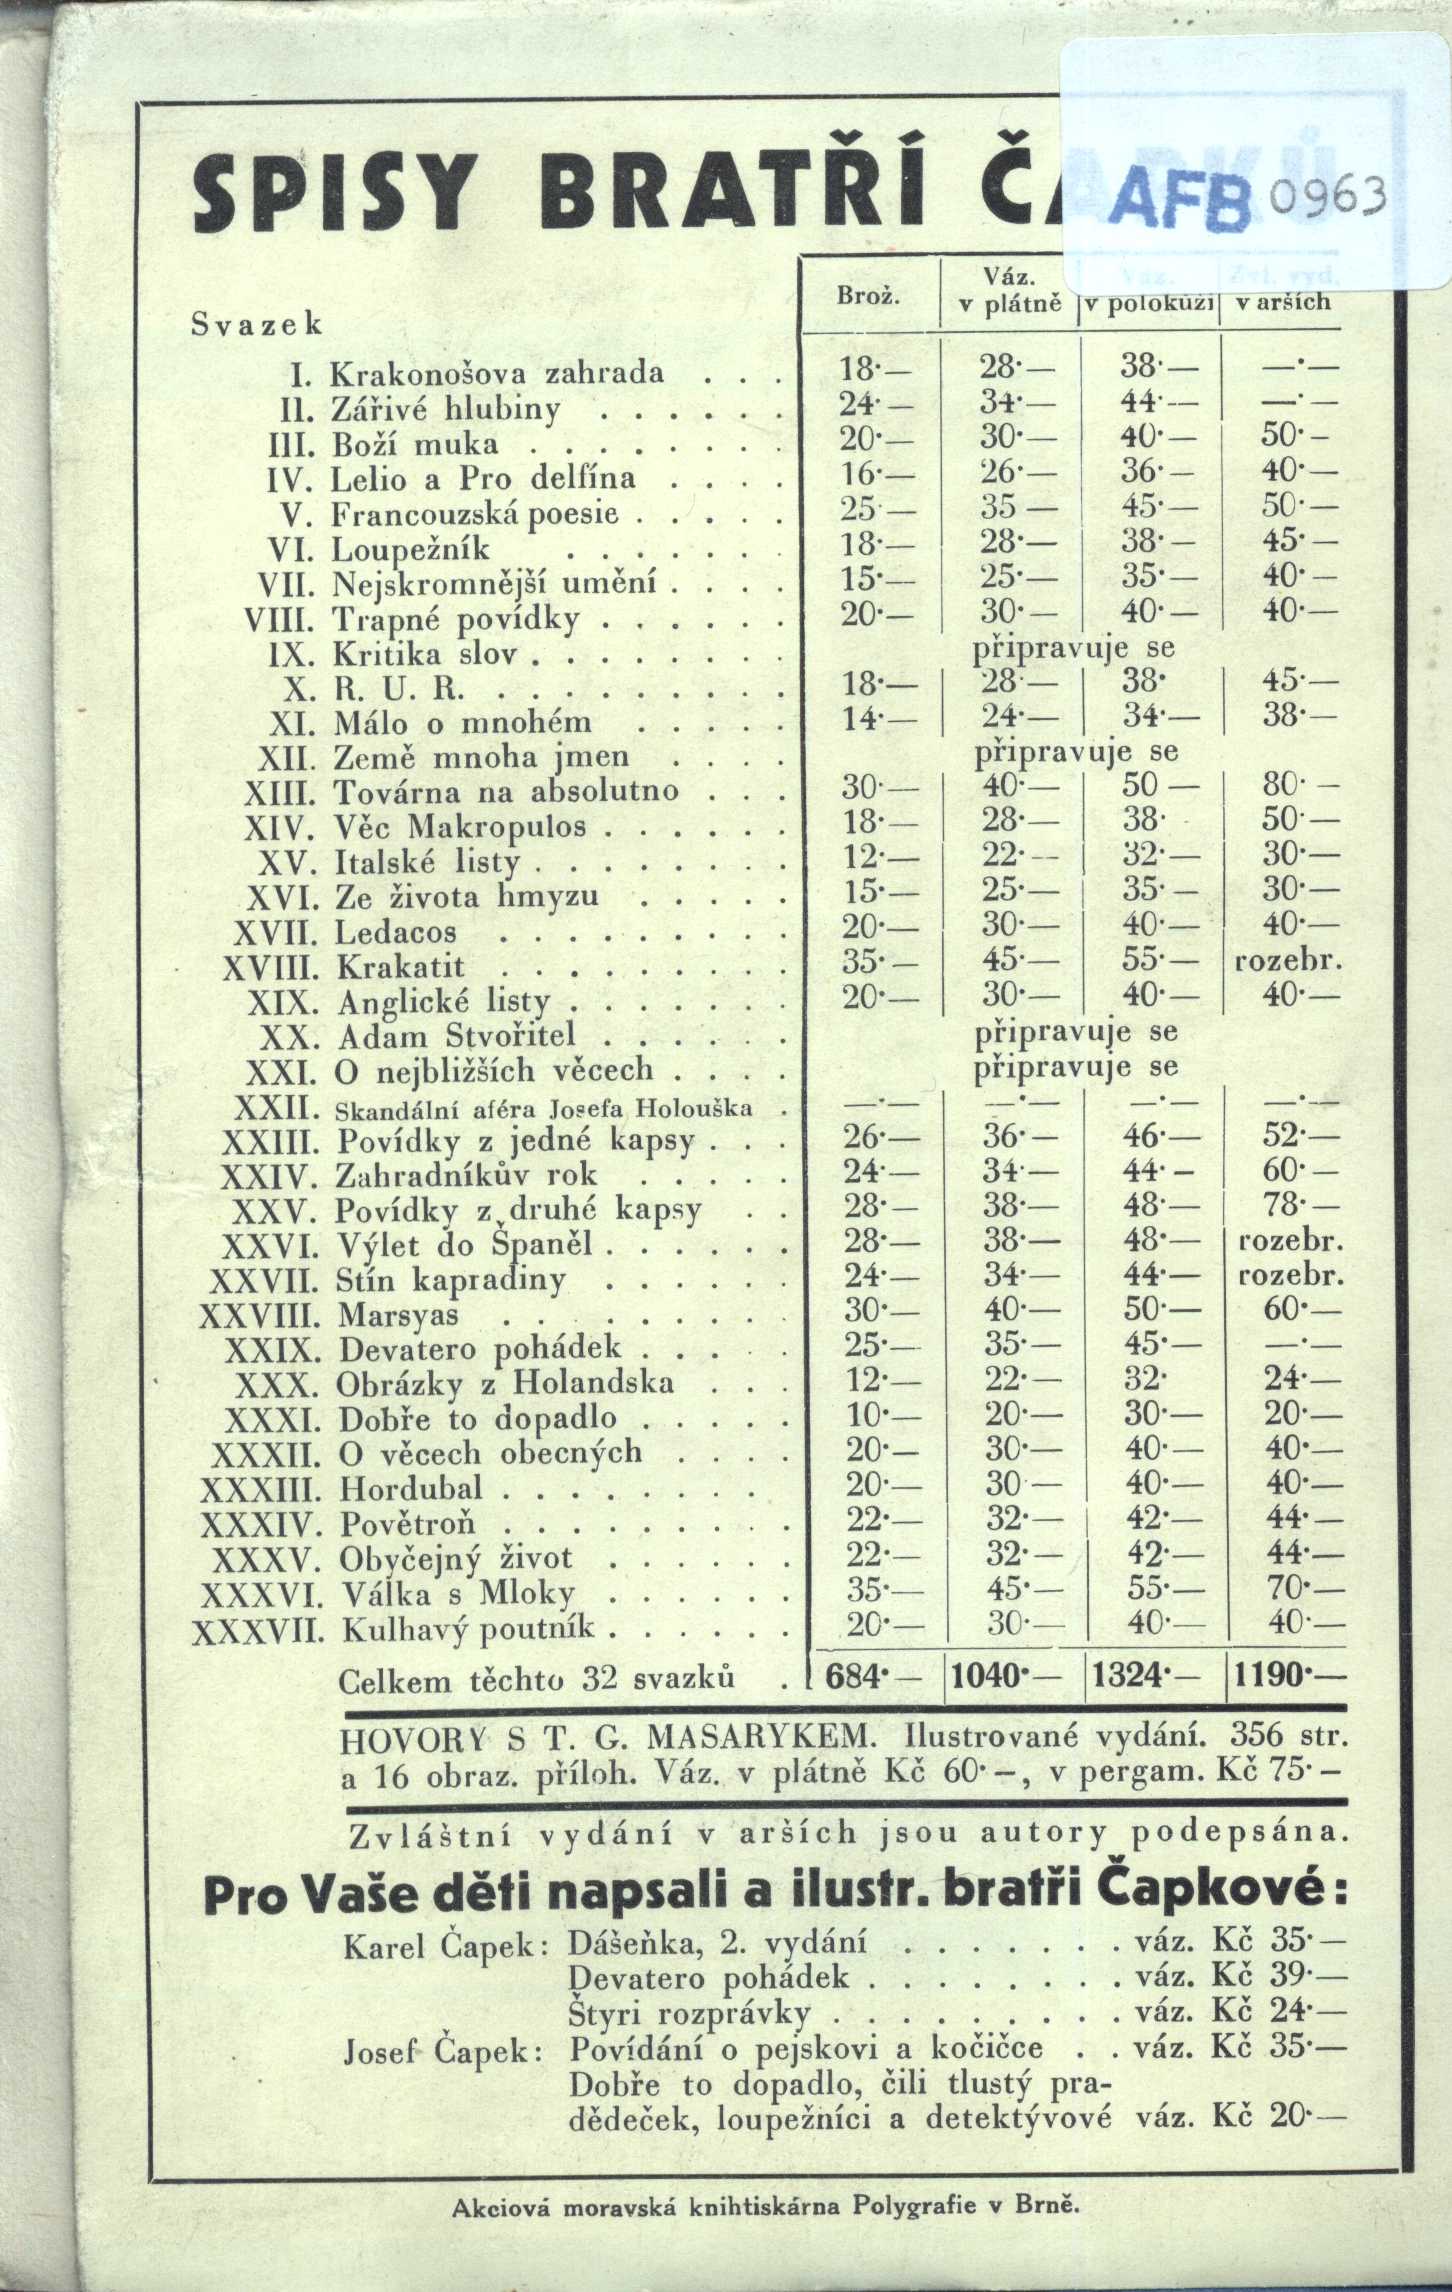 SPISY BRATŘÍ ČAPKŮ
AFB 0963
Svazek Brož. Váz. v plátně Váz. v polokůži Zvl. vyd. v arších
I. Krakonošova zahrada . . . 18·— 28·— 38·— —·—
II. Zářivé hlubiny . . . . . . 24·— 34·— 44·— —·—
III. Boží muka . . . . . . . . 20·— 30·— 40·— 50·—
IV. Lelio a Pro delfína . . . . 16·— 26·— 36·— 40·—
V. Francouzská poesie . . . . . 25·— 35 — 45·— 50·—
VI. Loupežník . . . . . . . 18·— 28·— 38·— 45·—
VII. Nejskromnější umění . . . . 15·— 25·— 35·— 40·—
VIII. Trapné povídky . . . . . . 20·— 30·— 40·— 40·—
IX. Kritika slov . . . . . . . . připravuje se
X. R. U. R. . . . . . . . . . 18·— 28·— 38· 45·—
XI. Málo o mnohém . . . . . 14·— 24·— 34·— 38·—
XII. Země mnoha jmen . . . . připravuje se
XIII. Továrna na absolutno . . . 30·— 40·— 50 — 80·—
XIV. Věc Makropulos . . . . . . 18·— 28·— 38· 50·—
XV. Italské listy . . . . . . . . 12·— 22·— 32·— 30·—
XVI. Ze života hmyzu . . . . . 15·— 25·— 35·— 30·—
XVII. Ledacos . . . . . . . . . 20·— 30·— 40·— 40·—
XVIII. Krakatit . . . . . . . . . 35·— 45·— 55·— rozebr.
XIX. Anglické listy . . . . . . . 20·— 30·— 40·— 40·—
XX. Adam Stvořitel . . . . . . připravuje se
XXI. O nejbližších věcech . . . . připravuje se
XXII. Skandální aféra Josefa Holouška . —·— —·— —·— —·—
XXIII. Povídky z jedné kapsy . . . 26·— 36·— 46·— 52·—
XXIV. Zahradníkův rok . . . . . 24·— 34·— 44·— 60·—
XXV. Povídky z druhé kapsy . . 28·— 38·— 48·— 78·—
XXVI. Výlet do Španěl . . . . . . 28·— 38·— 48·— rozebr.
XXVII. Stín kapradiny . . . . . . 24·— 34·— 44·— rozebr.
XXVIII. Marsyas . . . . . . . . . 30·— 40·— 50·— 60·—
XXIX. Devatero pohádek . . . . . 25·— 35·— 45·— —·—
XXX. Obrázky z Holandska . . . 12·— 22·— 32· 24·—
XXXI. Dobře to dopadlo . . . . . 10·— 20·— 30·— 20·—
XXXII. O věcech obecných . . . . 20·— 30·— 40·— 40·—
XXXIII. Hordubal . . . . . . . . 20·— 30·— 40·— 40·—
XXXIV. Povětroň . . . . . . . . . 22·— 32·— 42·— 44·—
XXXV. Obyčejný život . . . . . . 22·— 32·— 42·— 44·—
XXXVI. Válka s Mloky . . . . . . 35·— 45·— 55·— 70·—
XXXVII. Kulhavý poutník . . . . . . 20·— 30·— 40·— 40·—
Celkem těchto 32 svazků . 684·— 1040·— 1324·— 1190·—
HOVORY S T. G. MASARYKEM. Ilustrované vydání. 356 str.
a 16 obraz. příloh. Váz. v plátně Kč 60·—, v pergam. Kč 75·—
Zvláštní vydání v arších jsou autory podepsána.
Pro Vaše děti napsali a ilustr. bratři Čapkové:
Karel Čapek: Dášeňka, 2. vydání . . . . . . . váz. Kč 35·—
Devatero pohádek . . . . . . . . váz. Kč 39·—
Štyri rozprávky . . . . . . . . . váz. Kč 24·—
Josef Čapek: Povídání o pejskovi a kočičce . . váz. Kč 35·—
Dobře to dopadlo, čili tlustý pra-
dědeček, loupežníci a detektývové váz. Kč 20·—
Akciová moravská knihtiskárna Polygrafie v Brně.